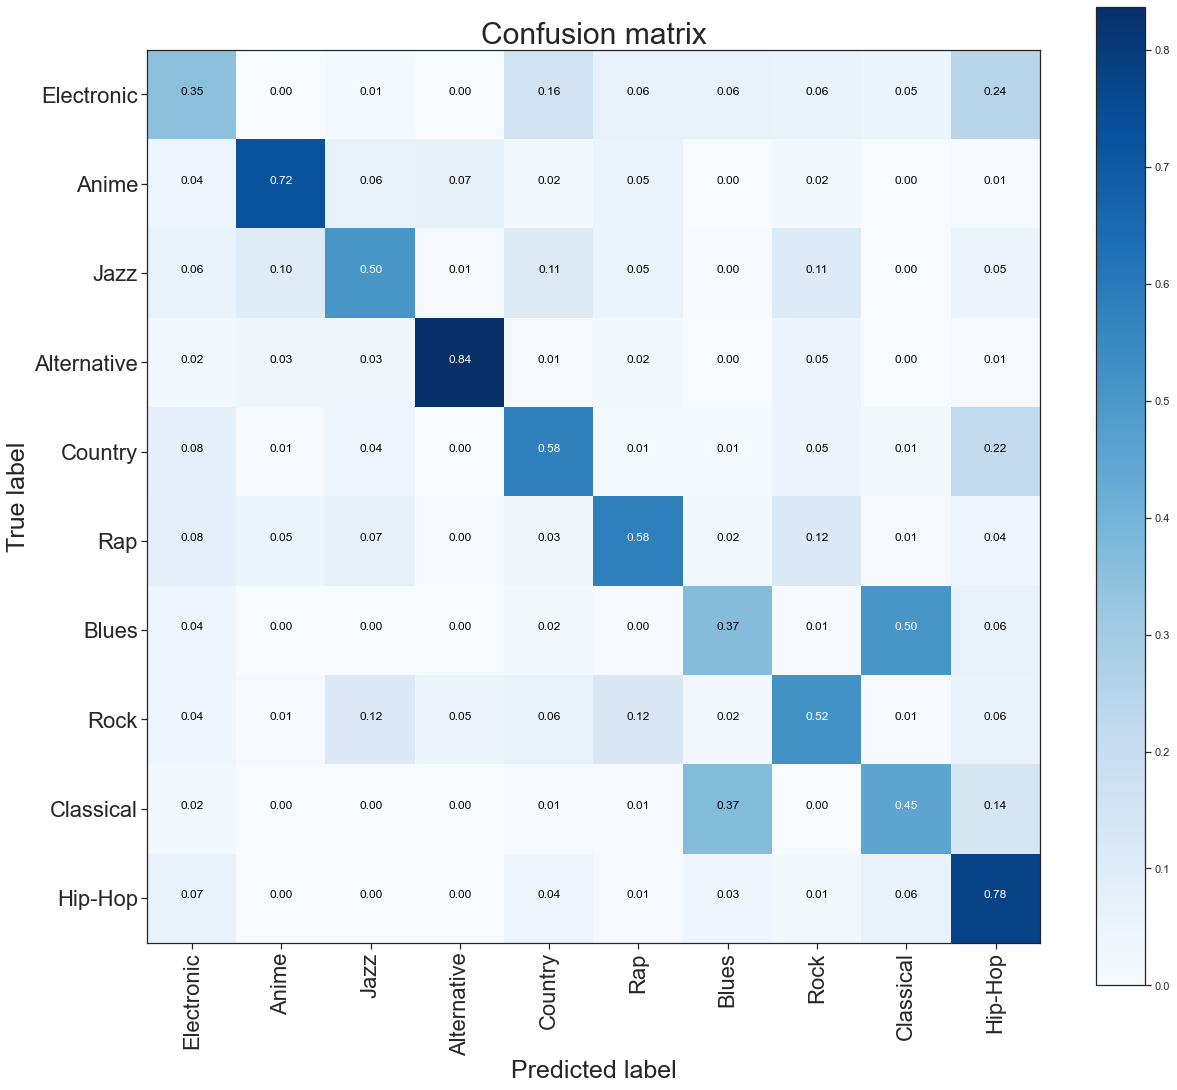 Confusion matrix
Electronic 0.35 0.00 0.01 0.00 0.16 0.06 0.06 0.06 0.05 0.24
Anime 0.04 0.72 0.06 0.07 0.02 0.05 0.00 0.02 0.00 0.01
Jazz 0.06 0.10 0.50 0.01 0.11 0.05 0.00 0.11 0.00 0.05
Alternative 0.02 0.03 0.03 0.84 0.01 0.02 0.00 0.05 0.00 0.01
Country 0.08 0.01 0.04 0.00 0.58 0.01 0.01 0.05 0.01 0.22
Rap 0.08 0.05 0.07 0.00 0.03 0.58 0.02 0.12 0.01 0.04
Blues 0.04 0.00 0.00 0.00 0.02 0.00 0.37 0.01 0.50 0.06
Rock 0.04 0.01 0.12 0.05 0.06 0.12 0.02 0.52 0.01 0.06
Classical 0.02 0.00 0.00 0.00 0.01 0.01 0.37 0.00 0.45 0.14
Hip-Hop 0.07 0.00 0.00 0.00 0.04 0.01 0.03 0.01 0.06 0.78
True label
Electronic Anime Jazz Alternative Country Rap Blues Rock Classical Hip-Hop
Predicted label
0.8
0.7
0.6
0.5
0.4
0.3
0.2
0.1
0.0